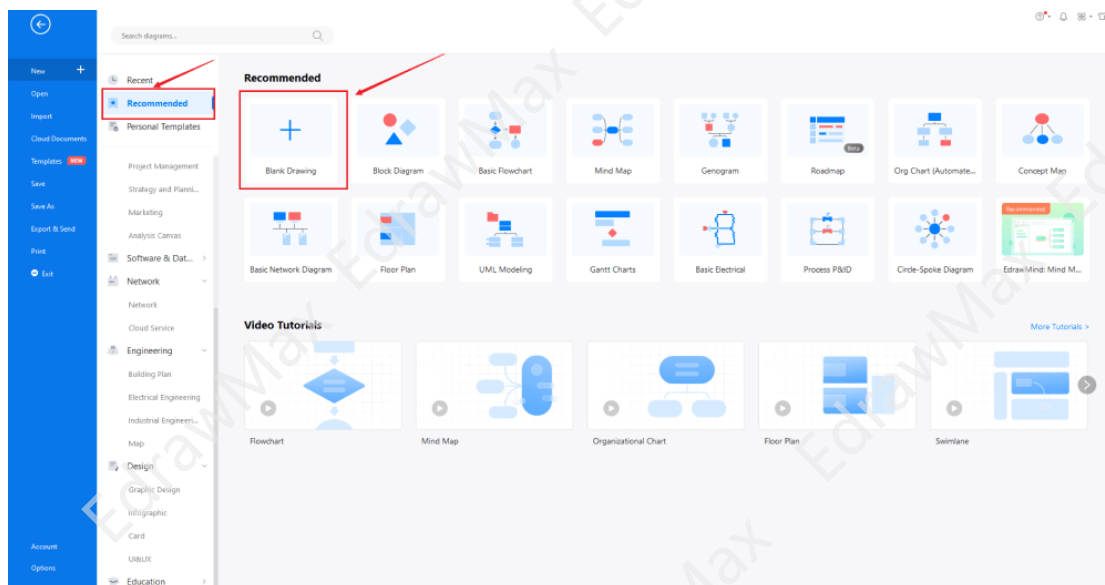 Search diagrams...
New +
Open
Import
Cloud Documents
Templates NEW
Save
Save As
Export & Send
Print
Exit
Account
Options
Recent
Recommended
Personal Templates
Project Management
Strategy and Planni...
Marketing
Analysis Canvas
Software & Dat...
Network
Network
Cloud Service
Engineering
Building Plan
Electrical Engineering
Industrial Engineeri...
Map
Design
Graphic Design
Infographic
Card
UI&UX
Education
Recommended
Blank Drawing
Block Diagram
Basic Flowchart
Mind Map
Genogram
Beta
Roadmap
Org Chart (Automate...
Concept Map
Basic Network Diagram
Floor Plan
UML Modeling
Gantt Charts
Basic Electrical
Process P&ID
Circle-Spoke Diagram
Recommended
EdrawMind: Mind M...
Video Tutorials
More Tutorials >
Flowchart
Mind Map
Organizational Chart
Floor Plan
Swimlane
EdrawMax
EdrawMax
EdrawMax
EdrawMax